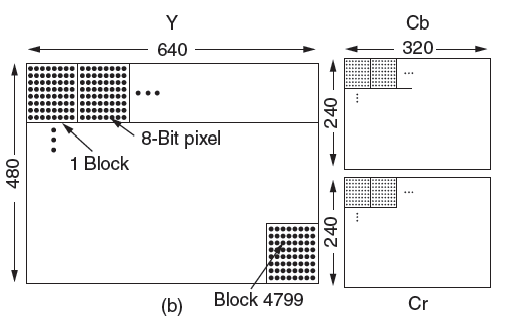 Y
640
480
...
1 Block
8-Bit pixel
Block 4799
(b)
Cb
320
240
...
240
...
Cr